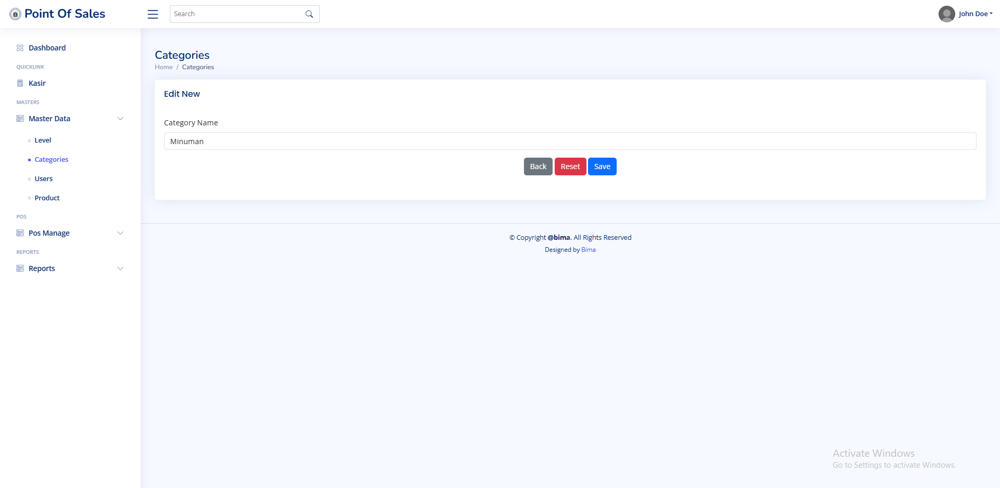 Point Of Sales
Search
John Doe
Dashboard
QUICKLINK
Kasir
MASTERS
Master Data
Level
Categories
Users
Product
POS
Pos Manage
REPORTS
Reports
Categories
Home / Categories
Edit New
Category Name
Minuman
Back Reset Save
© Copyright @bima. All Rights Reserved
Designed by Bima
Activate Windows
Go to Settings to activate Windows.